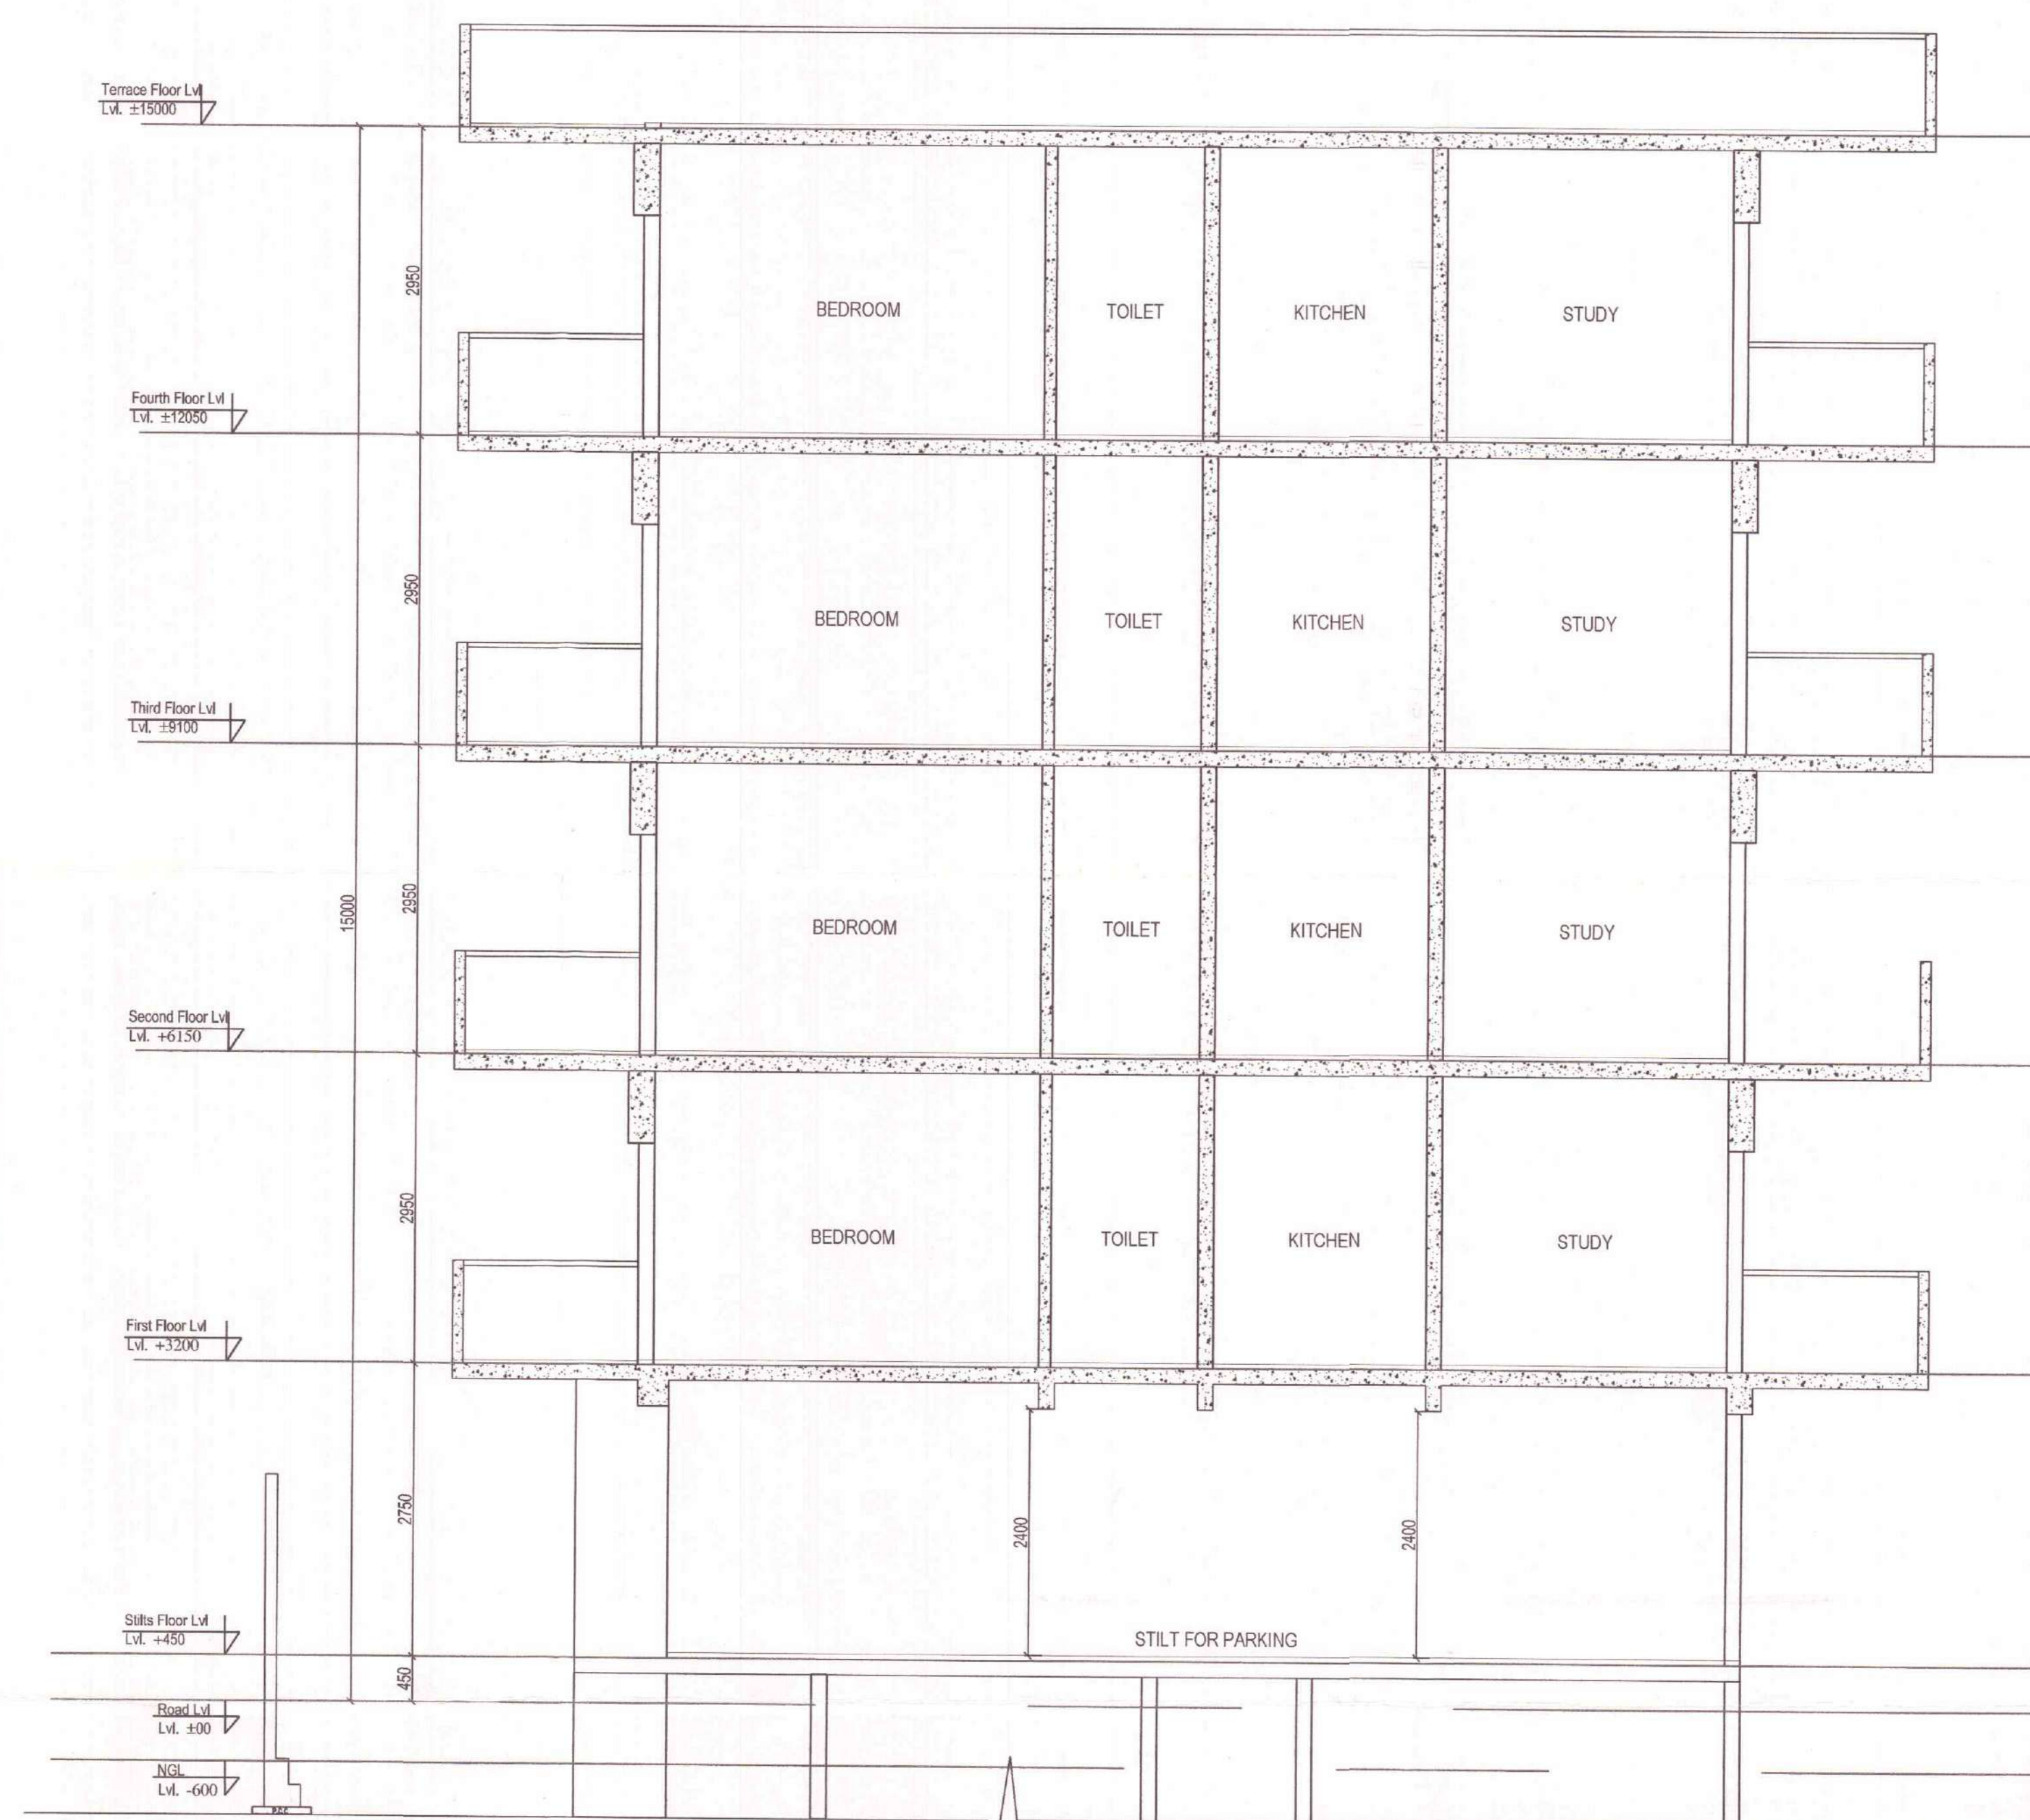 Terrace Floor Lvl
Lvl. ±15000
2950
BEDROOM TOILET KITCHEN STUDY
Fourth Floor Lvl
Lvl. ±12050
2950
BEDROOM TOILET KITCHEN STUDY
Third Floor Lvl
Lvl. ±9100
15000
2950
BEDROOM TOILET KITCHEN STUDY
Second Floor Lvl
Lvl. +6150
2950
BEDROOM TOILET KITCHEN STUDY
First Floor Lvl
Lvl. +3200
2750
2400
2400
Stilts Floor Lvl
Lvl. +450
STILT FOR PARKING
450
Road Lvl
Lvl. ±00
NGL
Lvl. -600
P.C.C